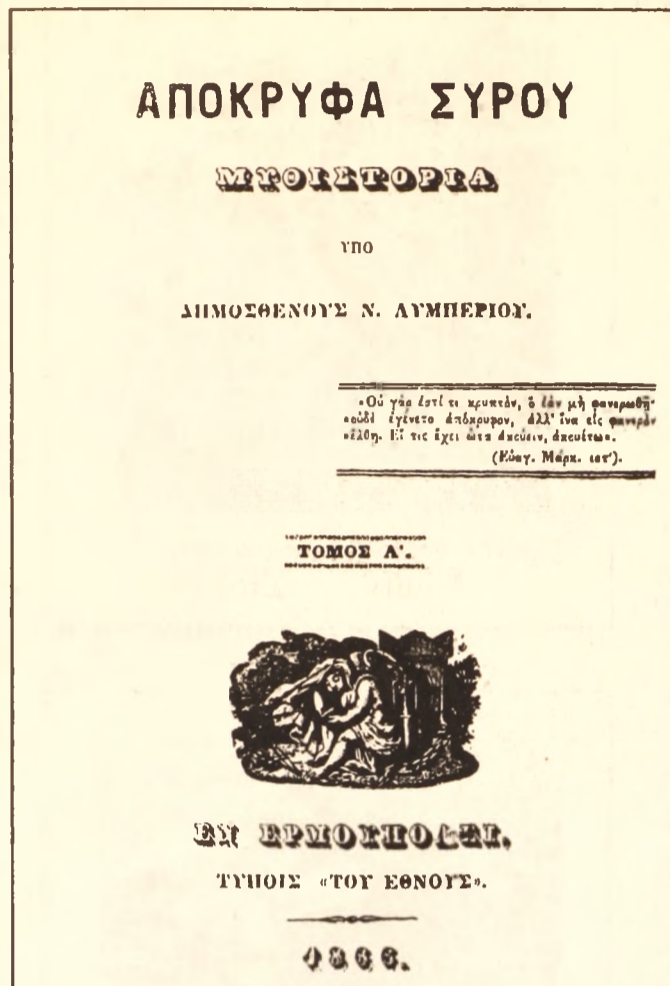 ΑΠΟΚΡΥΦΑ ΣΥΡΟΥ
ΜΥΘΙΣΤΟΡΙΑ
ΥΠΟ
ΔΗΜΟΣΘΕΝΟΥΣ Ν. ΛΥΜΠΕΡΙΟΥ.
«Οὐ γάρ ἐστί τι κρυπτόν, ὃ ἐὰν μὴ φανερωθῇ·
«οὐδὲ ἐγένετο ἀπόκρυφον, ἀλλ' ἵνα εἰς φανερὸν
«ἔλθῃ. Εἴ τις ἔχει ὦτα ἀκούειν, ἀκουέτω».
(Εὐαγ. Μάρκ.
ΤΟΜΟΣ Α'.
ΕΝ ΕΡΜΟΥΠΟΛΕΙ.
ΤΥΠΟΙΣ «ΤΟΥ ΕΘΝΟΥΣ».
1866.